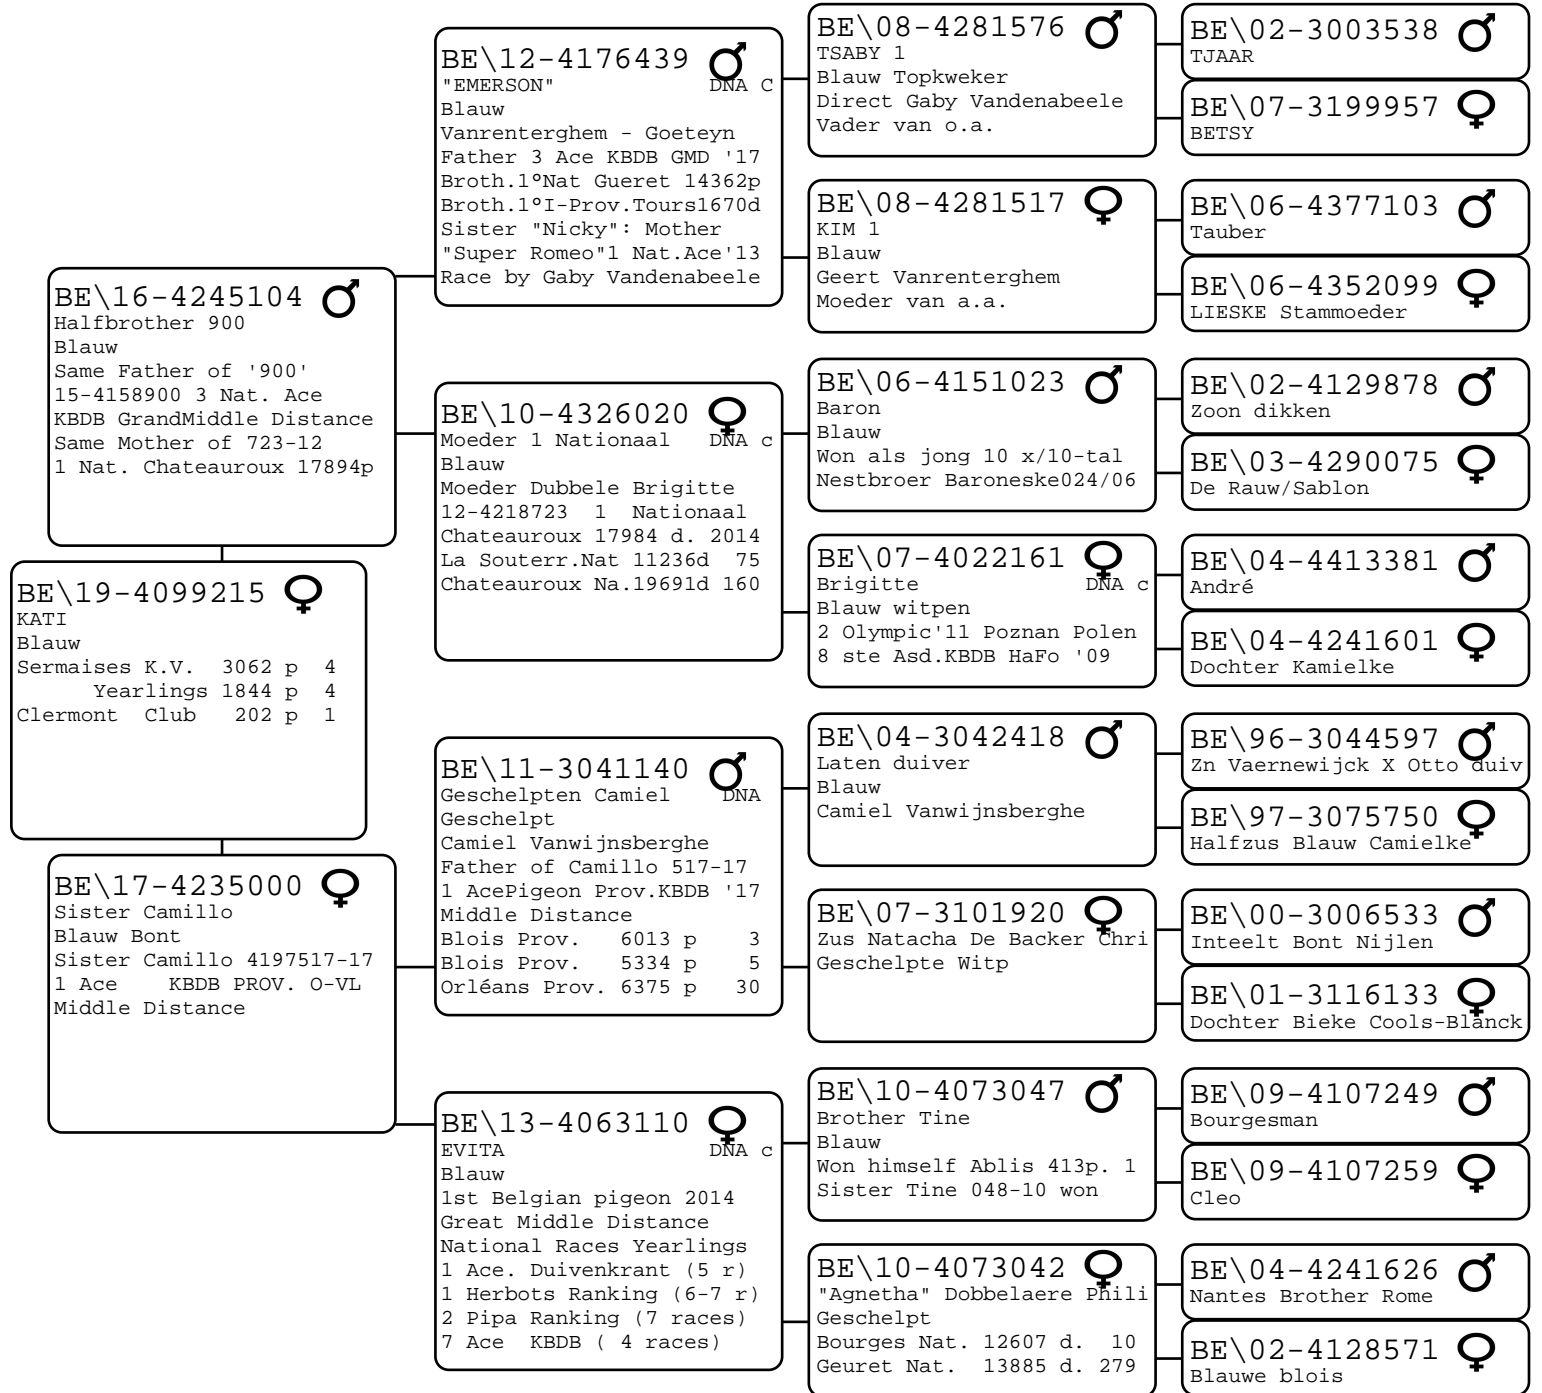 BE\19-4099215 ♀
KATI
Blauw
Sermaises K.V.  3062 p  4
Yearlings 1844 p  4
Clermont  Club   202 p  1
BE\16-4245104 ♂
Halfbrother 900
Blauw
Same Father of '900'
15-4158900 3 Nat. Ace
KBDB GrandMiddle Distance
Same Mother of 723-12
1 Nat. Chateauroux 17894p
BE\17-4235000 ♀
Sister Camillo
Blauw Bont
Sister Camillo 4197517-17
1 Ace    KBDB PROV. O-VL
Middle Distance
BE\12-4176439 ♂
"EMERSON" DNA C
Blauw
Vanrenterghem - Goeteyn
Father 3 Ace KBDB GMD '17
Broth.1°Nat Gueret 14362p
Broth.1°I-Prov.Tours1670d
Sister "Nicky": Mother
"Super Romeo"1 Nat.Ace'13
Race by Gaby Vandenabeele
BE\10-4326020 ♀
Moeder 1 Nationaal DNA c
Blauw
Moeder Dubbele Brigitte
12-4218723  1  Nationaal
Chateauroux 17984 d. 2014
La Souterr.Nat 11236d  75
Chateauroux Na.19691d 160
BE\11-3041140 ♂
Geschelpten Camiel DNA
Geschelpt
Camiel Vanwijnsberghe
Father of Camillo 517-17
1 AcePigeon Prov.KBDB '17
Middle Distance
Blois Prov.   6013 p    3
Blois Prov.   5334 p    5
Orléans Prov. 6375 p   30
BE\13-4063110 ♀
EVITA DNA c
Blauw
1st Belgian pigeon 2014
Great Middle Distance
National Races Yearlings
1 Ace. Duivenkrant (5 r)
1 Herbots Ranking (6-7 r)
2 Pipa Ranking (7 races)
7 Ace  KBDB ( 4 races)
BE\08-4281576 ♂
TSABY 1
Blauw Topkweker
Direct Gaby Vandenabeele
Vader van o.a.
BE\08-4281517 ♀
KIM 1
Blauw
Geert Vanrenterghem
Moeder van a.a.
BE\06-4151023 ♂
Baron
Blauw
Won als jong 10 x/10-tal
Nestbroer Baroneske024/06
BE\07-4022161 ♀
Brigitte DNA c
Blauw witpen
2 Olympic'11 Poznan Polen
8 ste Asd.KBDB HaFo '09
BE\04-3042418 ♂
Laten duiver
Blauw
Camiel Vanwijnsberghe
BE\07-3101920 ♀
Zus Natacha De Backer Chri
Geschelpte Witp
BE\10-4073047 ♂
Brother Tine
Blauw
Won himself Ablis 413p. 1
Sister Tine 048-10 won
BE\10-4073042 ♀
"Agnetha" Dobbelaere Phili
Geschelpt
Bourges Nat. 12607 d.  10
Geuret Nat.  13885 d. 279
BE\02-3003538 ♂
TJAAR
BE\07-3199957 ♀
BETSY
BE\06-4377103 ♂
Tauber
BE\06-4352099 ♀
LIESKE Stammoeder
BE\02-4129878 ♂
Zoon dikken
BE\03-4290075 ♀
De Rauw/Sablon
BE\04-4413381 ♂
André
BE\04-4241601 ♀
Dochter Kamielke
BE\96-3044597 ♂
Zn Vaernewijck X Otto duiv
BE\97-3075750 ♀
Halfzus Blauw Camielke
BE\00-3006533 ♂
Inteelt Bont Nijlen
BE\01-3116133 ♀
Dochter Bieke Cools-Blanck
BE\09-4107249 ♂
Bourgesman
BE\09-4107259 ♀
Cleo
BE\04-4241626 ♂
Nantes Brother Rome
BE\02-4128571 ♀
Blauwe blois